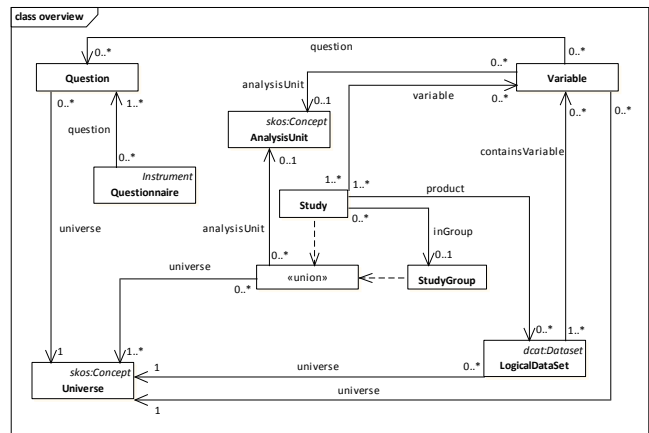 class overview
question
0..*
0..*
Question
Variable
0..*
0..*
1..*
analysisUnit
0..1
variable
0..*
0..*
0..*
question
skos:Concept
AnalysisUnit
containsVariable
0..*
0..1
Instrument
Questionnaire
1..*
1..*
product
Study
0..*
universe
analysisUnit
inGroup
universe
0..*
0..1
«union»
StudyGroup
0..*
0..*
1..*
1
1..*
dcat:Dataset
LogicalDataSet
skos:Concept
Universe
1
universe
0..*
universe
1